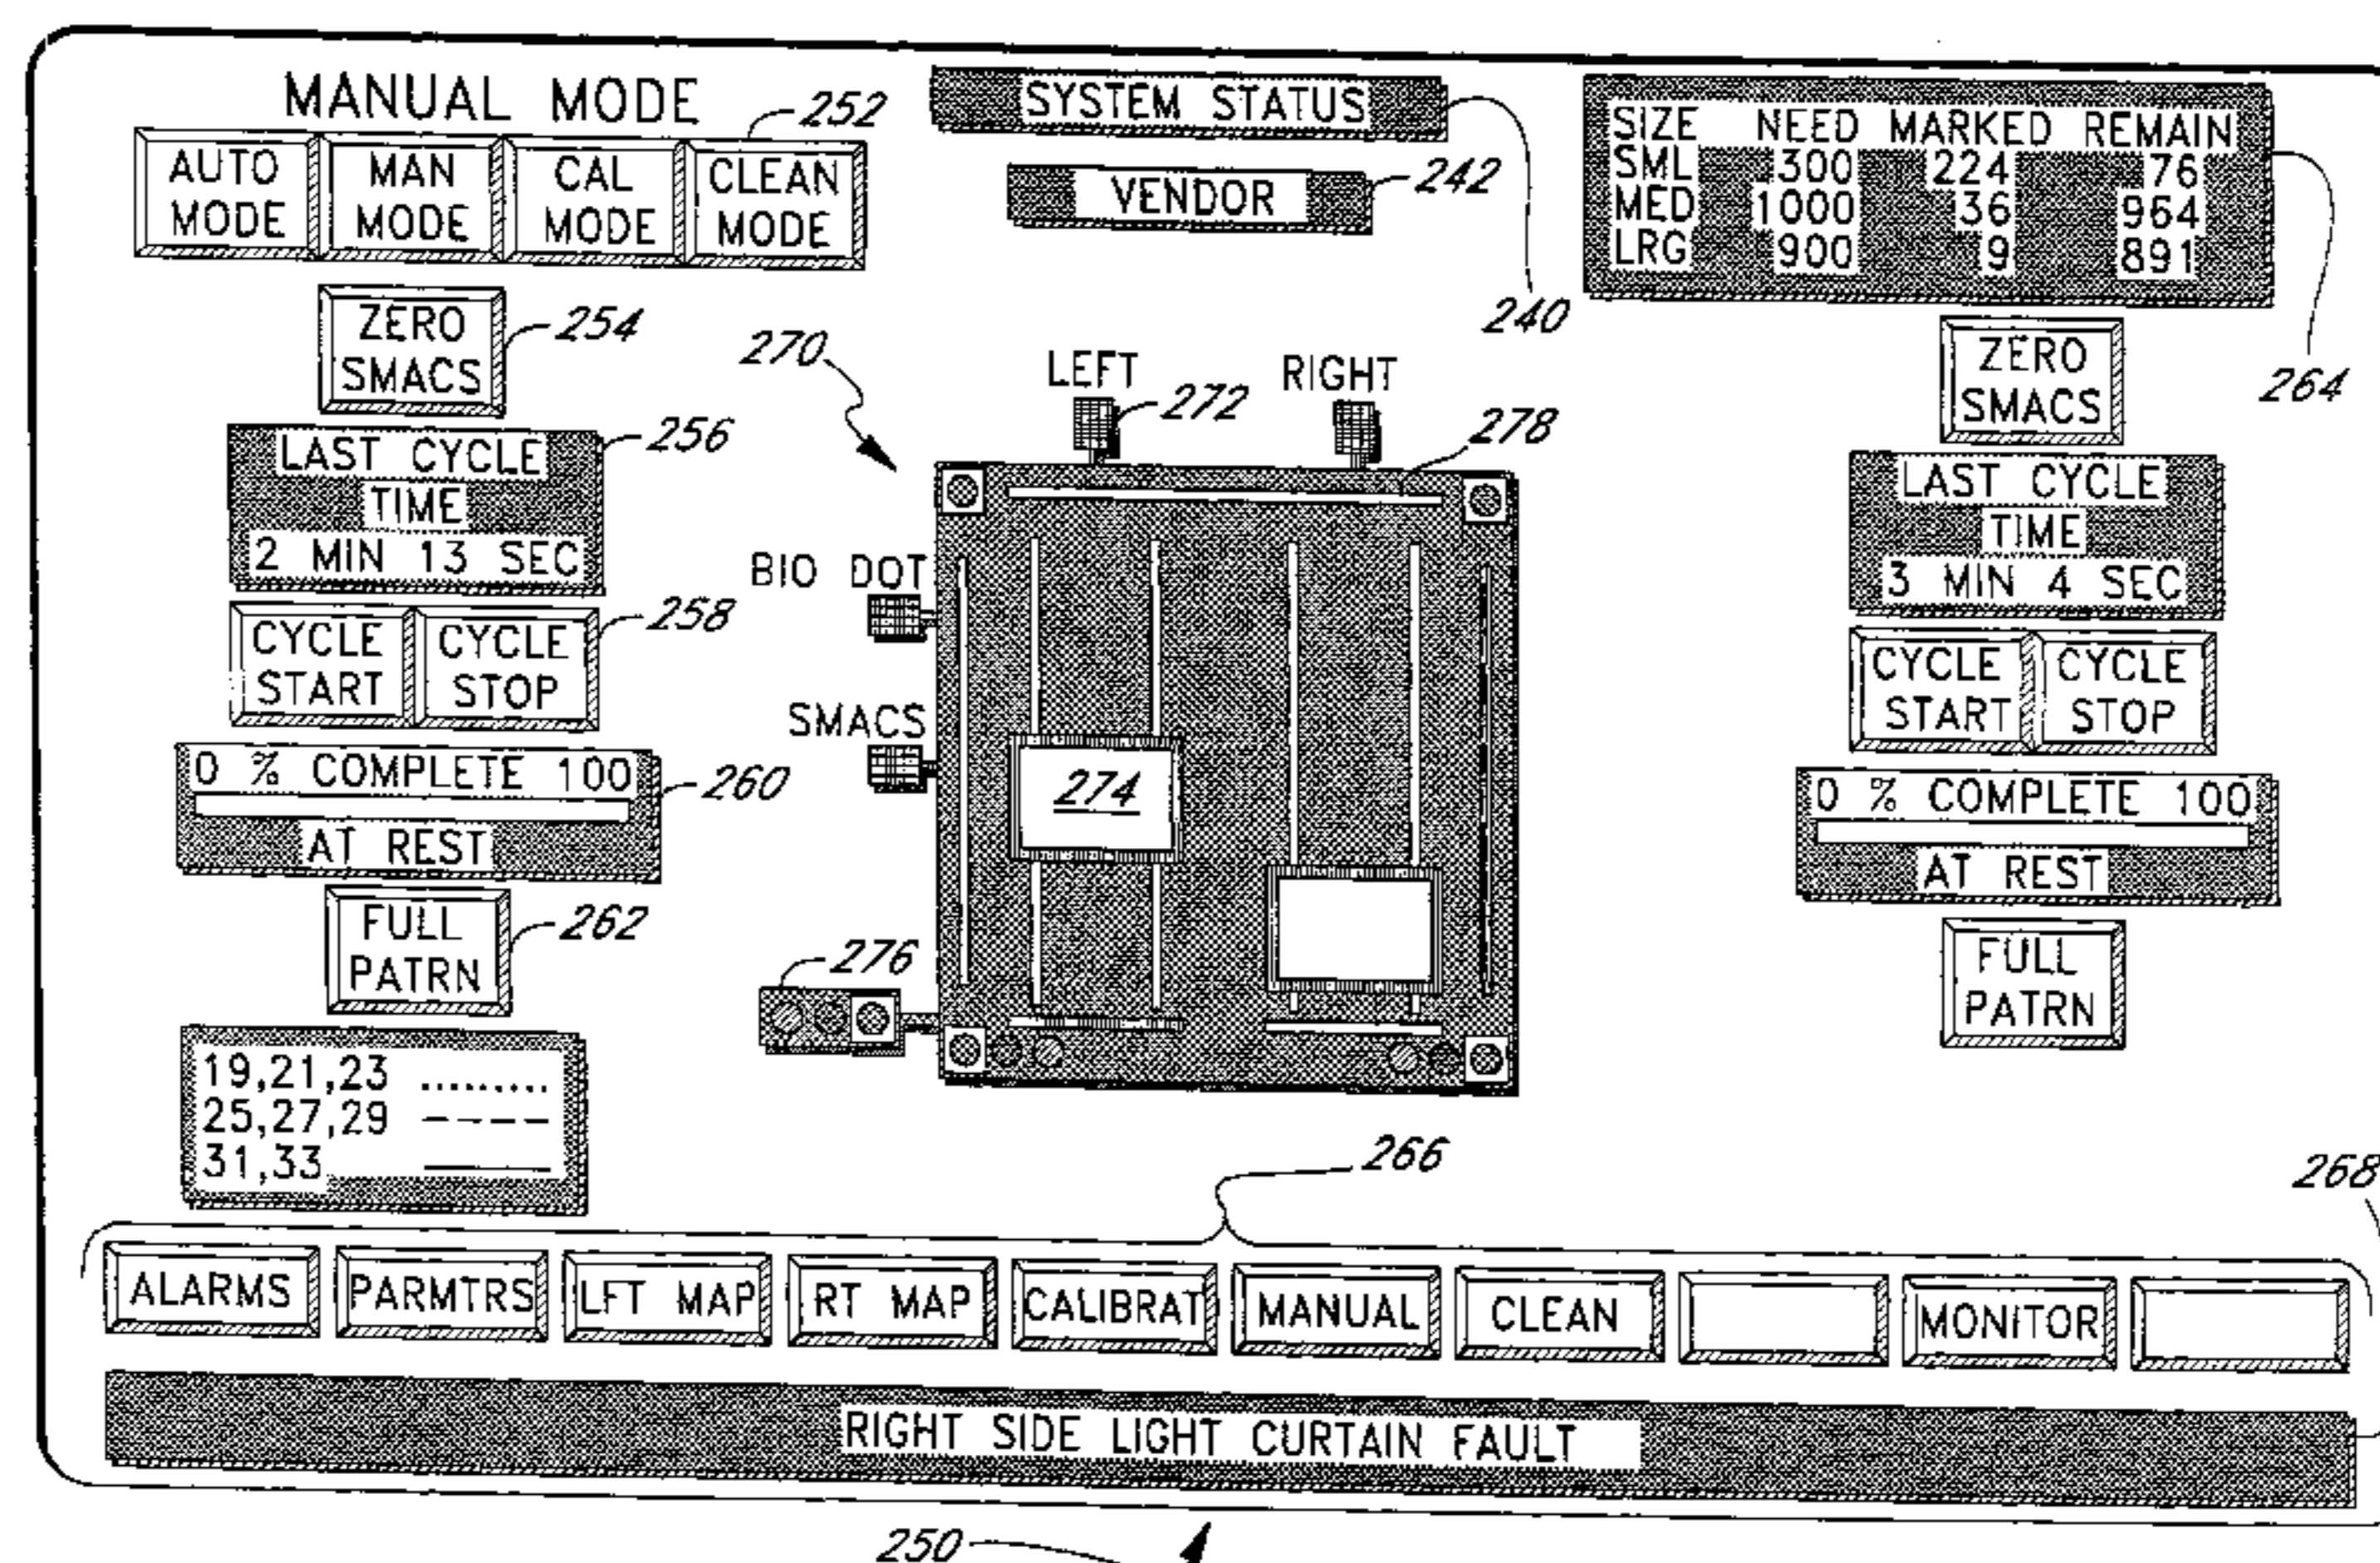 MANUAL MODE
252
AUTO MODE
MAN MODE
CAL MODE
CLEAN MODE
ZERO SMACS
254
LAST CYCLE
TIME
2 MIN 13 SEC
256
CYCLE START
CYCLE STOP
258
0 % COMPLETE 100
AT REST
260
FULL PATRN
262
19,21,23
25,27,29
31,33
SYSTEM STATUS
240
VENDOR
242
270
LEFT
272
RIGHT
278
BIO DOT
SMACS
274
276
SIZE NEED MARKED REMAIN
SML 300 224 76
MED 1000 36 964
LRG 900 9 891
264
ZERO SMACS
LAST CYCLE
TIME
3 MIN 4 SEC
CYCLE START
CYCLE STOP
0 % COMPLETE 100
AT REST
FULL PATRN
266
268
ALARMS
PARMTRS
LFT MAP
RT MAP
CALIBRAT
MANUAL
CLEAN
MONITOR
RIGHT SIDE LIGHT CURTAIN FAULT
250